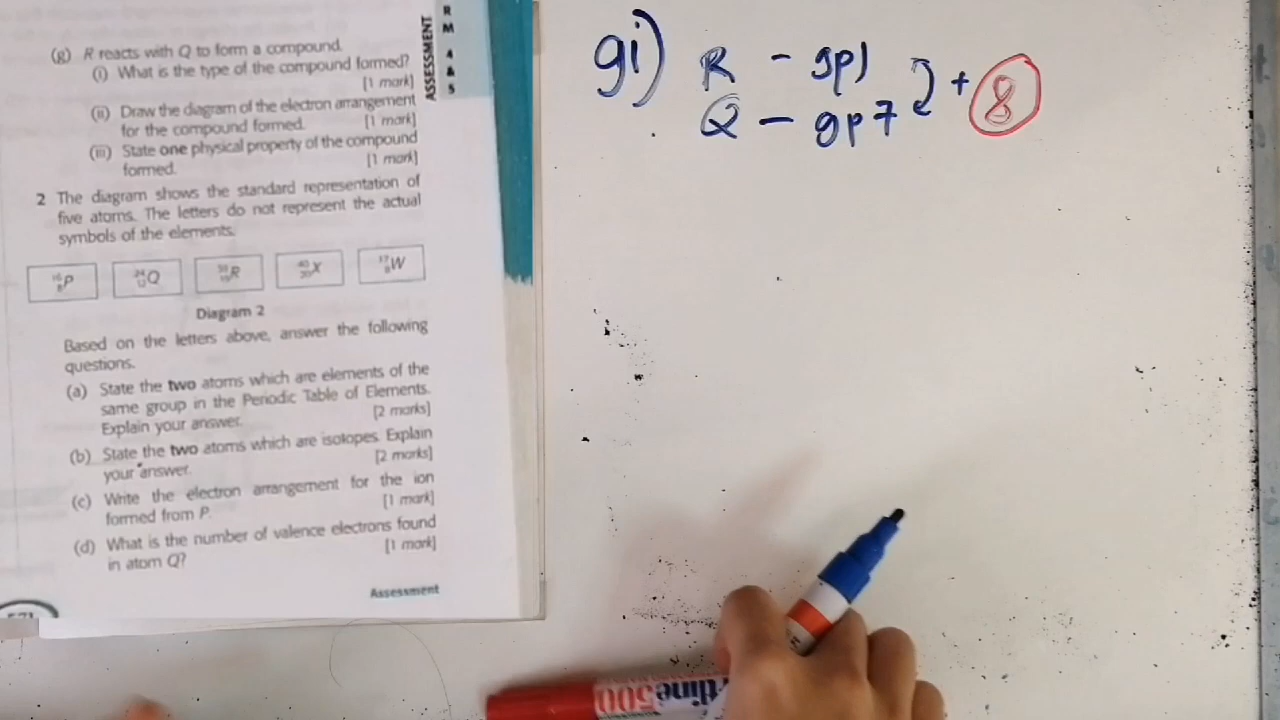 (g) R reacts with Q to form a compound.
(i) What is the type of the compound formed?
[1 mark]
(ii) Draw the diagram of the electron arrangement
for the compound formed. [1 mark]
(iii) State one physical property of the compound
formed. [1 mark]
2 The diagram shows the standard representation of
five atoms. The letters do not represent the actual
symbols of the elements.
P Q R X W
Diagram 2
Based on the letters above, answer the following
questions.
(a) State the two atoms which are elements of the
same group in the Periodic Table of Elements.
Explain your answer. [2 marks]
(b) State the two atoms which are isotopes. Explain
your answer. [2 marks]
(c) Write the electron arrangement for the ion
formed from P. [1 mark]
(d) What is the number of valence electrons found
in atom Q? [1 mark]
Assessment
ASSESSMENT
R
M
4
&
5
gi) R - gp1
Q - gp7 + 8
Artline 500